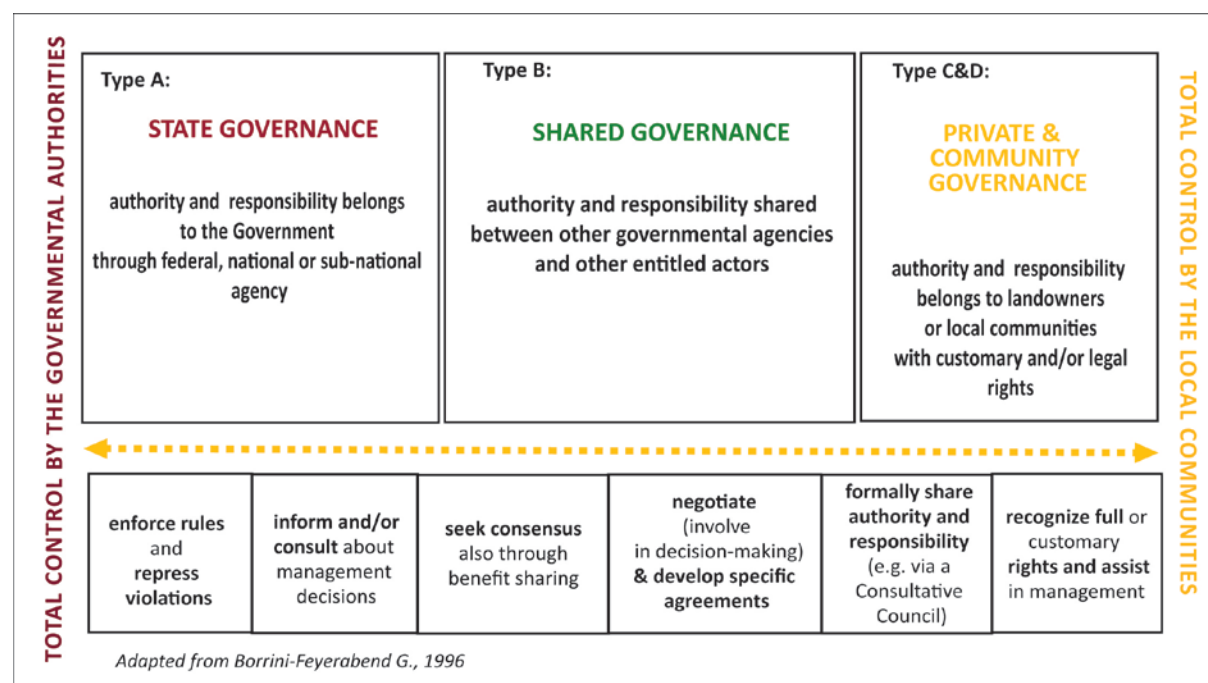 TOTAL CONTROL BY THE GOVERNMENTAL AUTHORITIES
Type A:
STATE GOVERNANCE
authority and responsibility belongs
to the Government
through federal, national or sub-national
agency
Type B:
SHARED GOVERNANCE
authority and responsibility shared
between other governmental agencies
and other entitled actors
Type C&D:
PRIVATE &
COMMUNITY
GOVERNANCE
authority and responsibility
belongs to landowners
or local communities
with customary and/or legal
rights
TOTAL CONTROL BY THE LOCAL COMMUNITIES
enforce rules
and
repress
violations
inform and/or
consult about
management
decisions
seek consensus
also through
benefit sharing
negotiate
(involve
in decision-making)
& develop specific
agreements
formally share
authority and
responsibility
(e.g. via a
Consultative
Council)
recognize full or
customary
rights and assist
in management
Adapted from Borrini-Feyerabend G., 1996